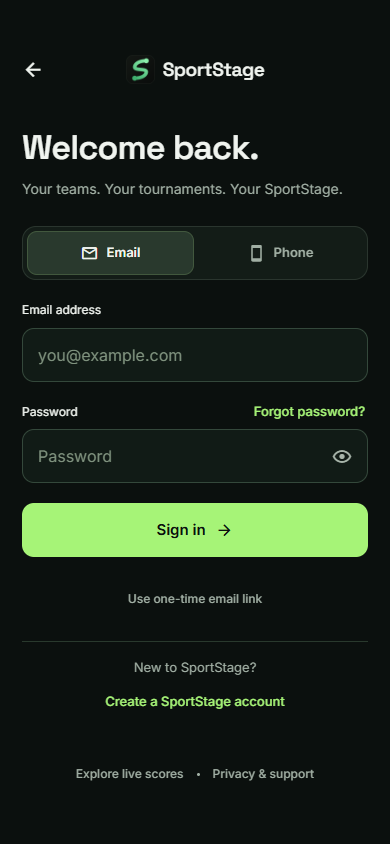 SportStage
Welcome back.
Your teams. Your tournaments. Your SportStage.
Email
Phone
Email address
you@example.com
Password
Forgot password?
Password
Sign in →
Use one-time email link
New to SportStage?
Create a SportStage account
Explore live scores • Privacy & support